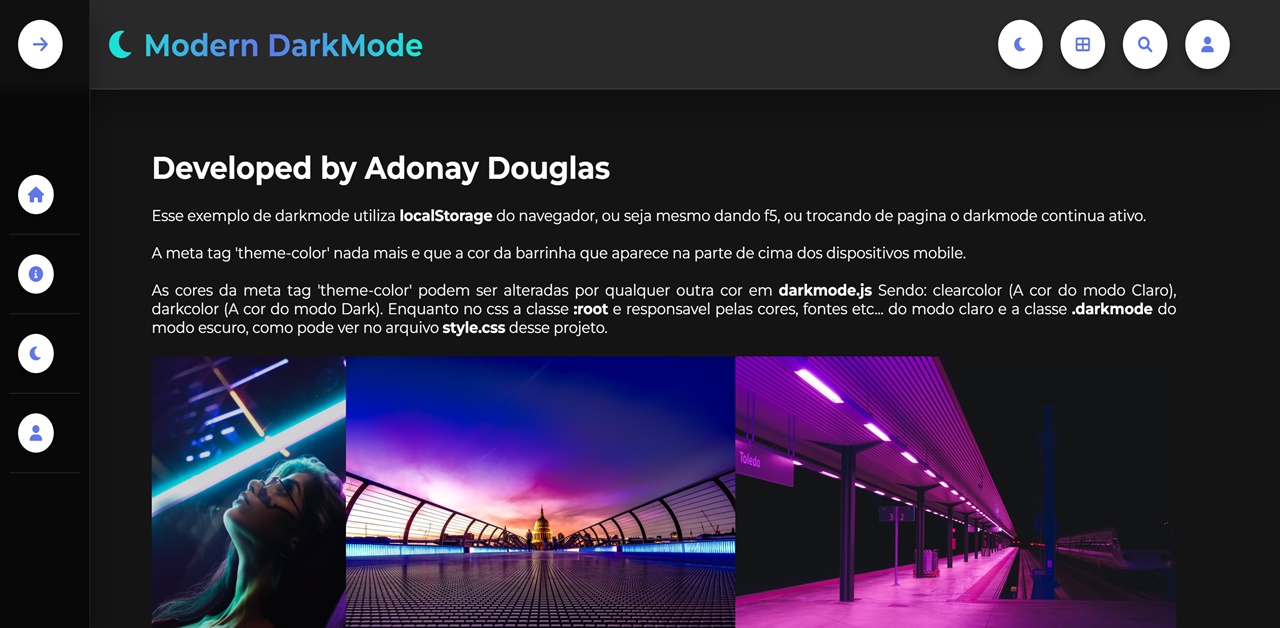 Modern DarkMode
Developed by Adonay Douglas
Esse exemplo de darkmode utiliza localStorage do navegador, ou seja mesmo dando f5, ou trocando de pagina o darkmode continua ativo.
A meta tag 'theme-color' nada mais e que a cor da barrinha que aparece na parte de cima dos dispositivos mobile.
As cores da meta tag 'theme-color' podem ser alteradas por qualquer outra cor em darkmode.js Sendo: clearcolor (A cor do modo Claro),
darkcolor (A cor do modo Dark). Enquanto no css a classe :root e responsavel pelas cores, fontes etc... do modo claro e a classe .darkmode do
modo escuro, como pode ver no arquivo style.css desse projeto.
Toledo
3 2